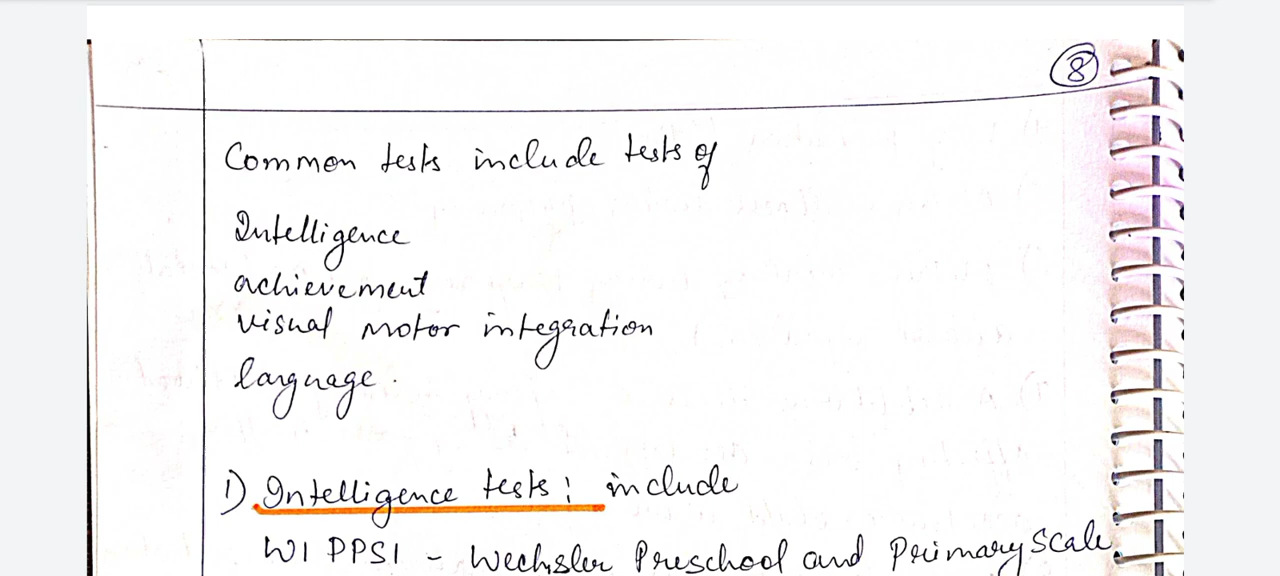 8
Common tests include tests of
Intelligence
achievement
visual motor integration
language.
1) Intelligence tests: include
WIPPSI - Wechsler Preschool and Primary Scale